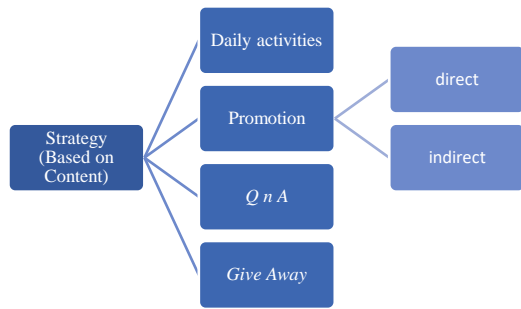 Strategy
(Based on
Content)
Daily activities
Promotion
direct
indirect
Q n A
Give Away